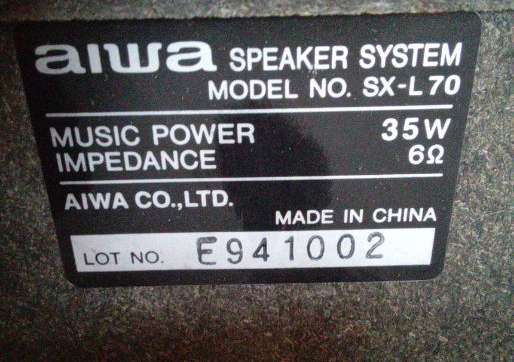 aiwa SPEAKER SYSTEM
MODEL NO. SX-L70
MUSIC POWER 35W
IMPEDANCE 6Ω
AIWA CO.,LTD.
MADE IN CHINA
LOT NO. E941002